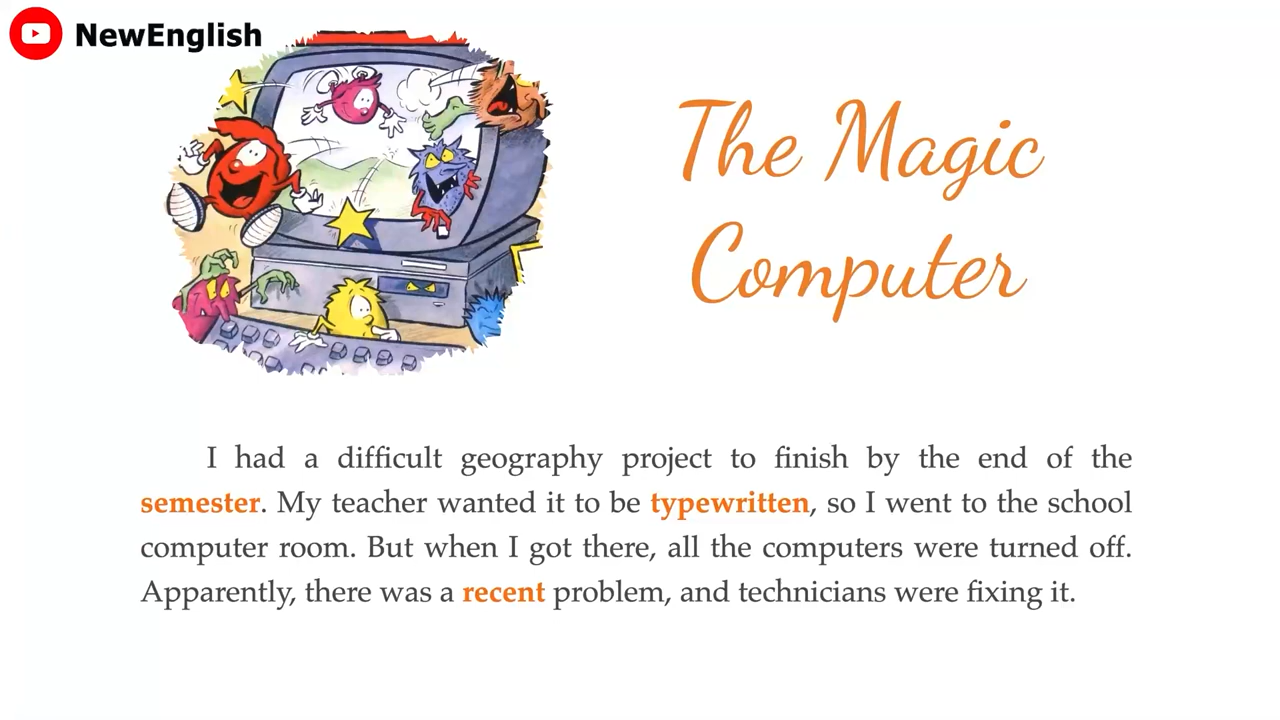 NewEnglish
The Magic
Computer
I had a difficult geography project to finish by the end of the
semester. My teacher wanted it to be typewritten, so I went to the school
computer room. But when I got there, all the computers were turned off.
Apparently, there was a recent problem, and technicians were fixing it.